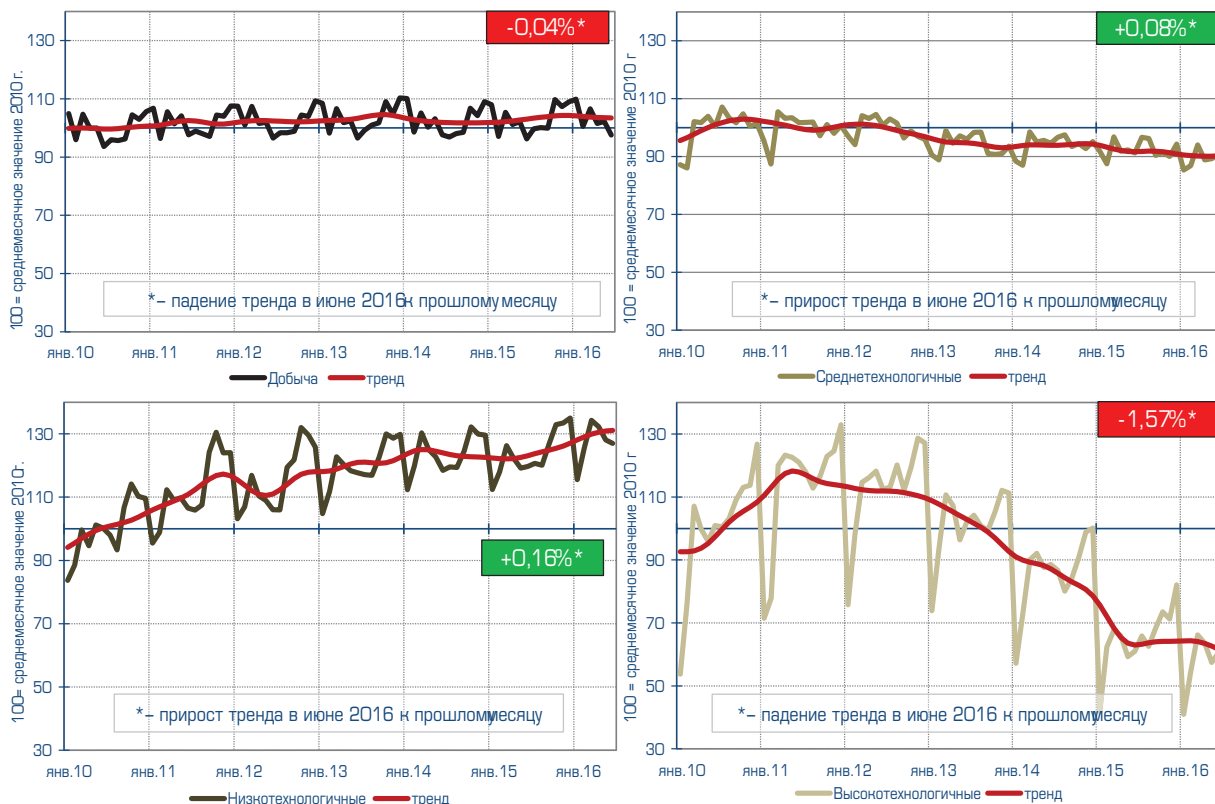 100 = среднемесячное значение 2010 г.
130
110
90
70
50
30
-0,04%*
*– падение тренда в июне 2016 к прошлому месяцу
янв.10 янв.11 янв.12 янв.13 янв.14 янв.15 янв.16
Добыча тренд
100 = среднемесячное значение 2010 г
130
110
90
70
50
30
+0,08%*
*– прирост тренда в июне 2016 к прошлому месяцу
янв.10 янв.11 янв.12 янв.13 янв.14 янв.15 янв.16
Среднетехнологичные тренд
100= среднемесячное значение 2010г.
130
110
90
70
50
30
+0,16%*
*– прирост тренда в июне 2016 к прошлому месяцу
янв.10 янв.11 янв.12 янв.13 янв.14 янв.15 янв.16
Низкотехнологичные тренд
100 = среднемесячное значение 2010 г
130
110
90
70
50
30
-1,57%*
*– падение тренда в июне 2016 к прошлому месяцу
янв.10 янв.11 янв.12 янв.13 янв.14 янв.15 янв.16
Высокотехнологичные тренд